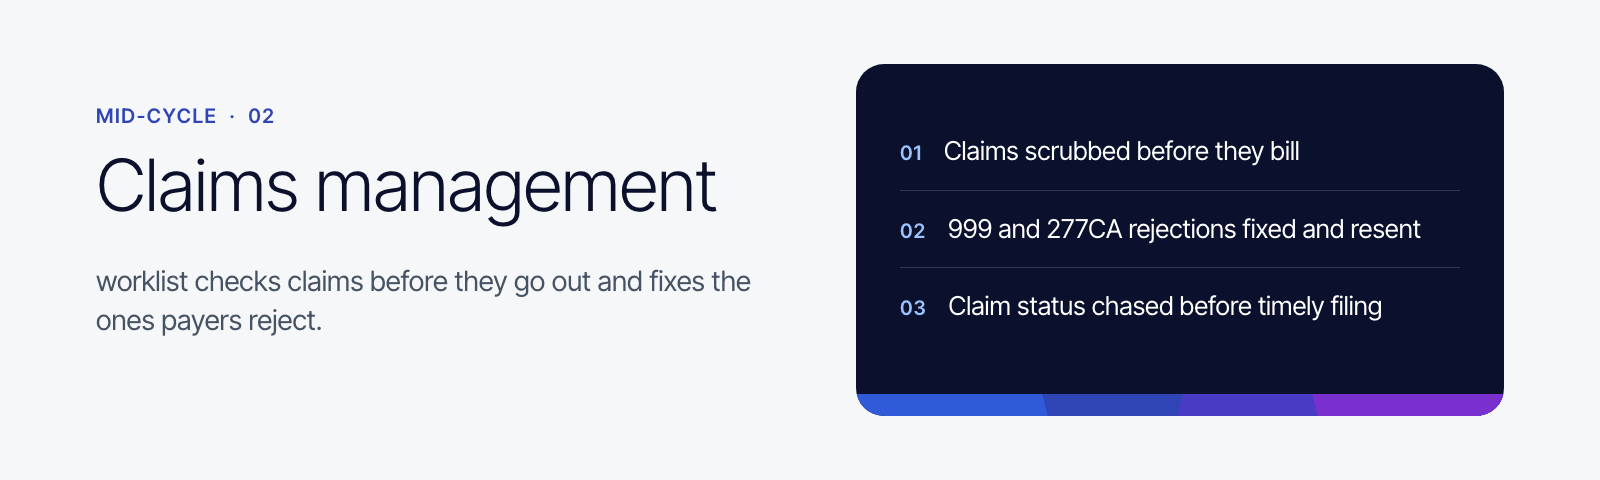 MID-CYCLE · 02
Claims management
worklist checks claims before they go out and fixes the
ones payers reject.
01 Claims scrubbed before they bill
02 999 and 277CA rejections fixed and resent
03 Claim status chased before timely filing